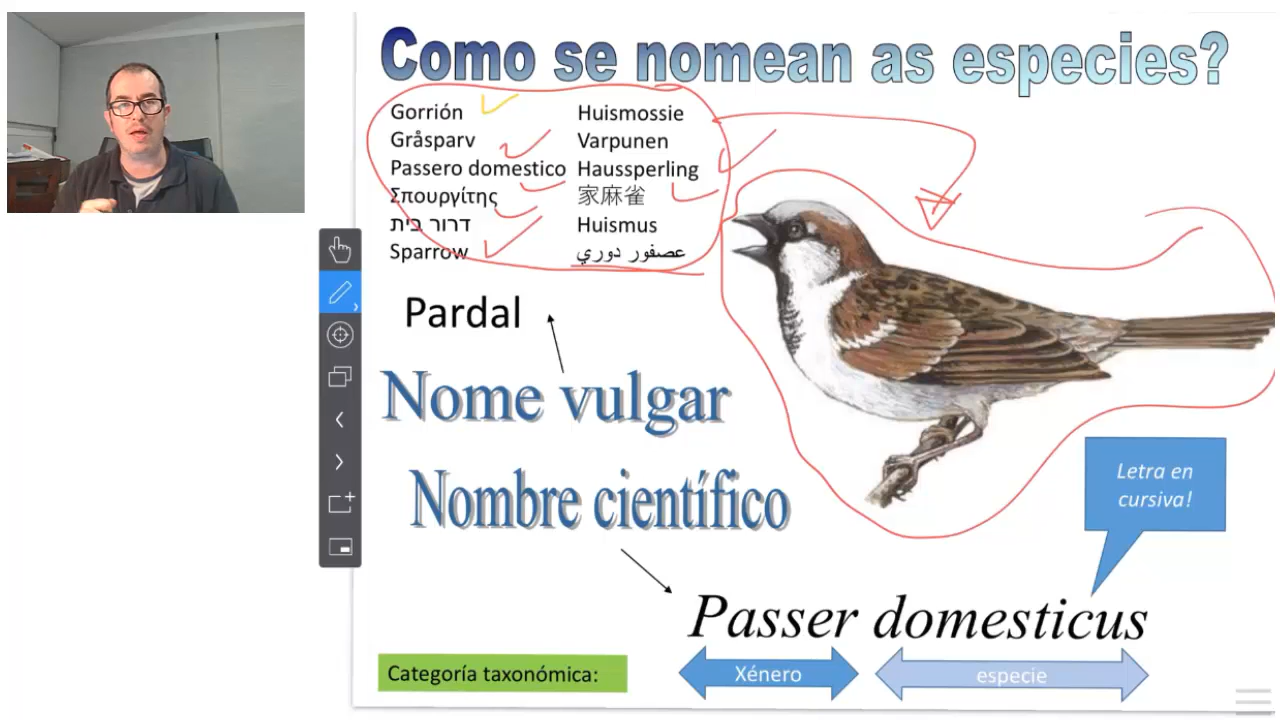 Como se nomean as especies?
Gorrión
Gråsparv
Passero domestico
Σπουργίτης
דרור בית
Sparrow
Huismossie
Varpunen
Haussperling
家麻雀
Huismus
عصفور دوري
Pardal
Nome vulgar
Nombre científico
Letra en
cursiva!
Passer domesticus
Categoría taxonómica:
Xénero
especie